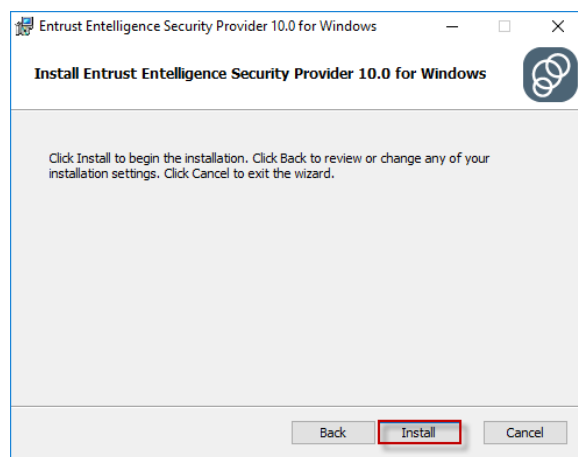 Entrust Entelligence Security Provider 10.0 for Windows
Install Entrust Entelligence Security Provider 10.0 for Windows
Click Install to begin the installation. Click Back to review or change any of your
installation settings. Click Cancel to exit the wizard.
Back Install Cancel